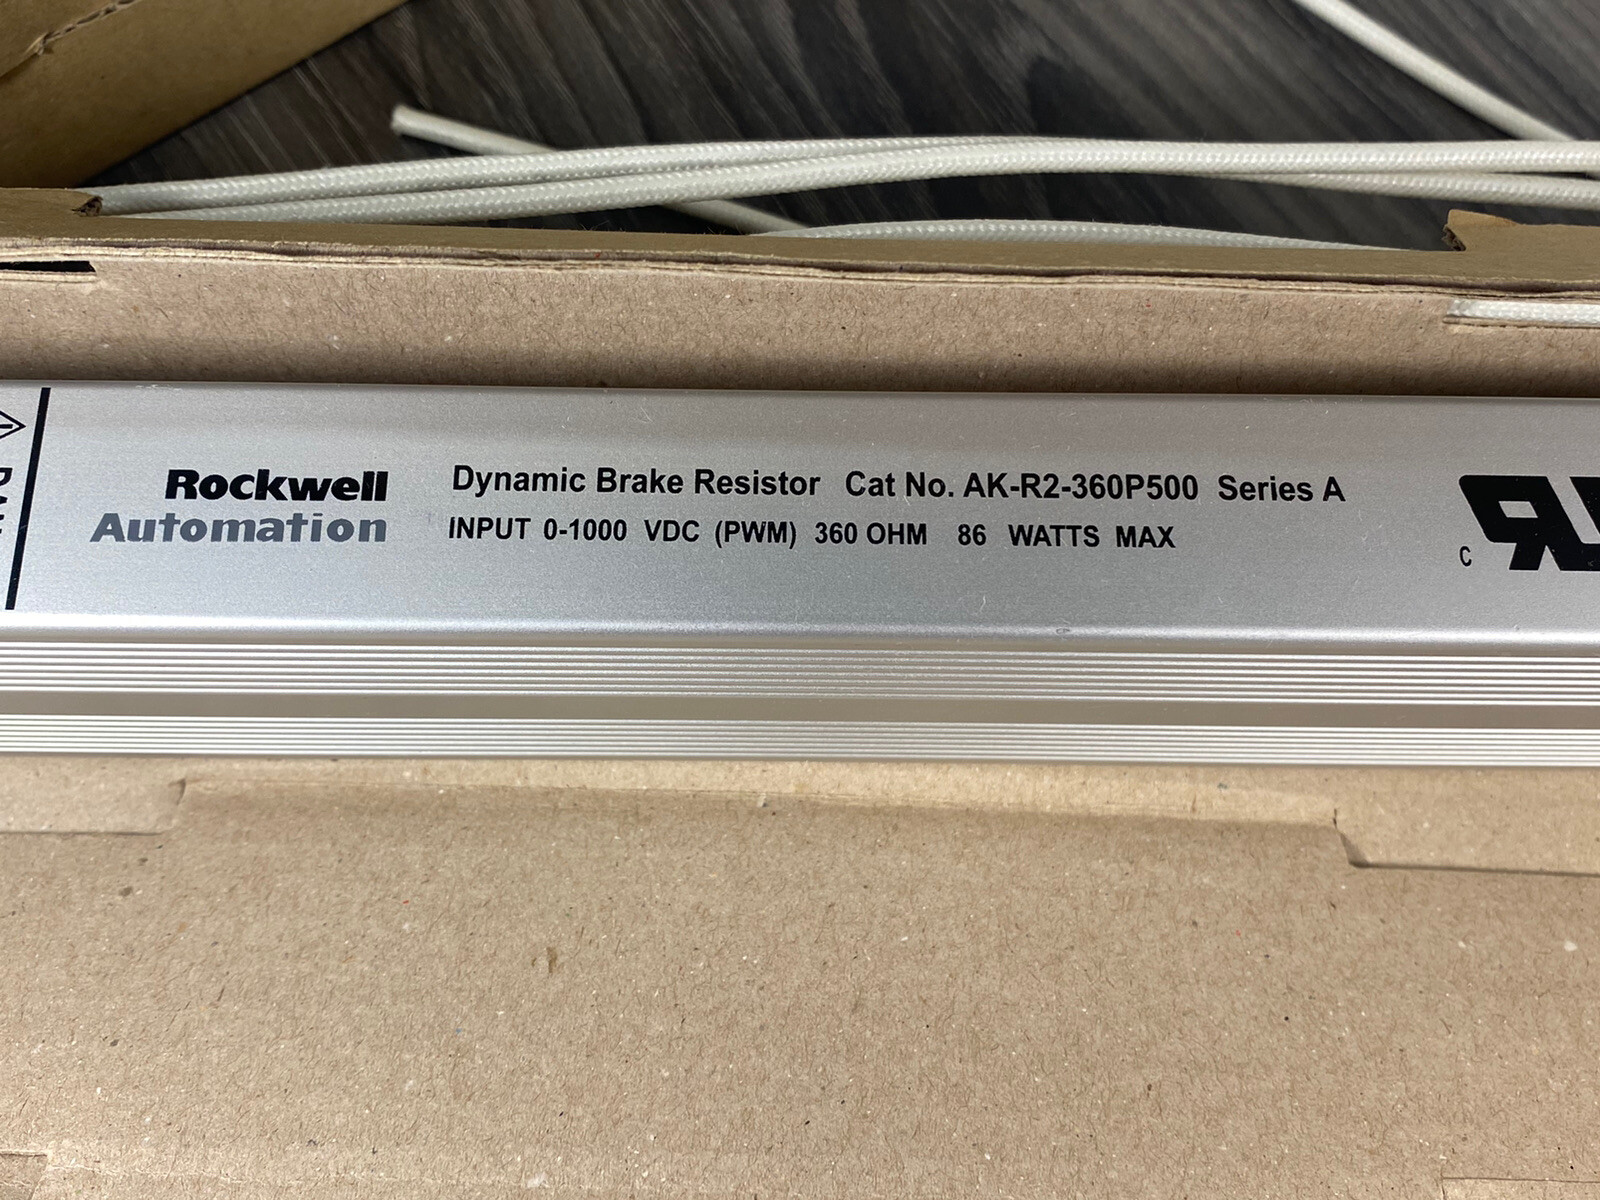 Rockwell
Automation
Dynamic Brake Resistor Cat No. AK-R2-360P500 Series A
INPUT 0-1000 VDC (PWM) 360 OHM 86 WATTS MAX
C